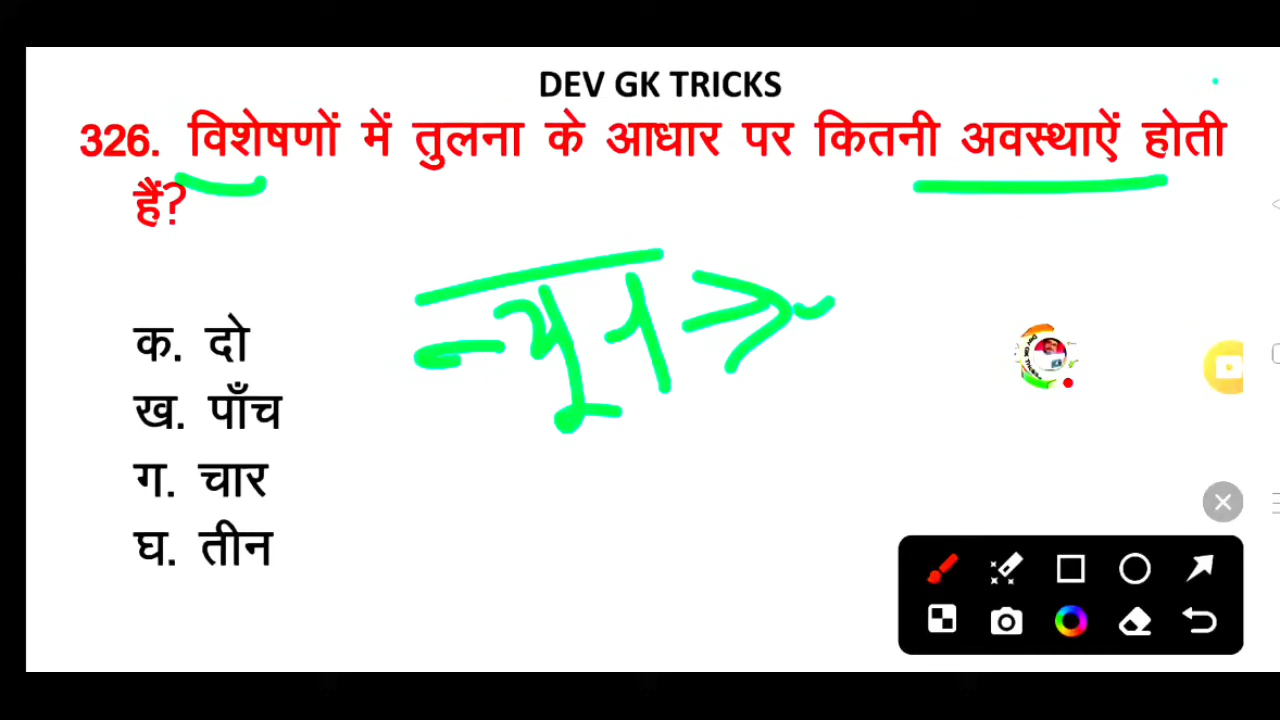 DEV GK TRICKS
326. विशेषणों में तुलना के आधार पर कितनी अवस्थाऐं होती
हैं?
न्यून
क. दो
ख. पाँच
ग. चार
घ. तीन